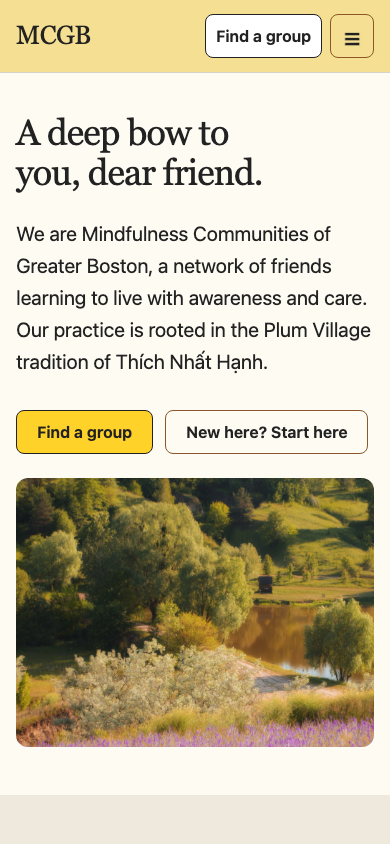 MCGB
Find a group
A deep bow to
you, dear friend.
We are Mindfulness Communities of
Greater Boston, a network of friends
learning to live with awareness and care.
Our practice is rooted in the Plum Village
tradition of Thích Nhất Hạnh.
Find a group
New here? Start here